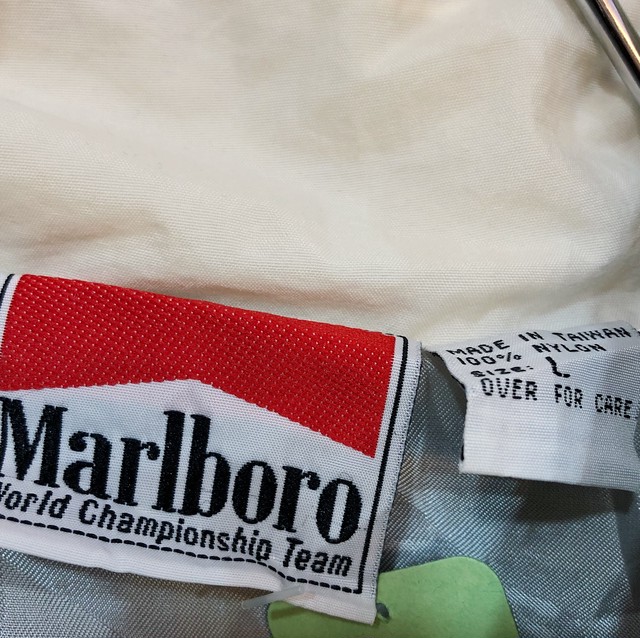 Marlboro
World Championship Team
MADE IN TAIWAN
100% NYLON
SIZE: L
OVER FOR CARE